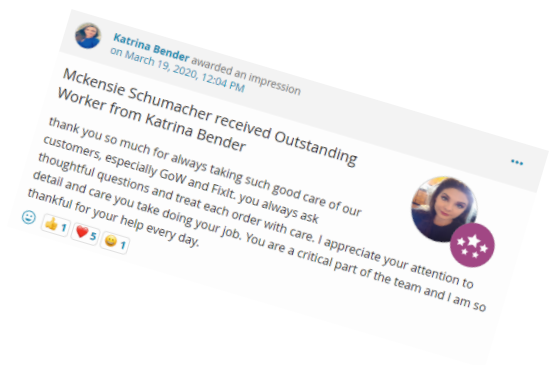 Katrina Bender awarded an impression
on March 19, 2020, 12:04 PM
Mckensie Schumacher received Outstanding
Worker from Katrina Bender
thank you so much for always taking such good care of our
customers, especially GoW and FixIt. you always ask
thoughtful questions and treat each order with care. I appreciate your attention to
detail and care you take doing your job. You are a critical part of the team and I am so
thankful for your help every day.
👍 1 ❤️ 5 😀 1